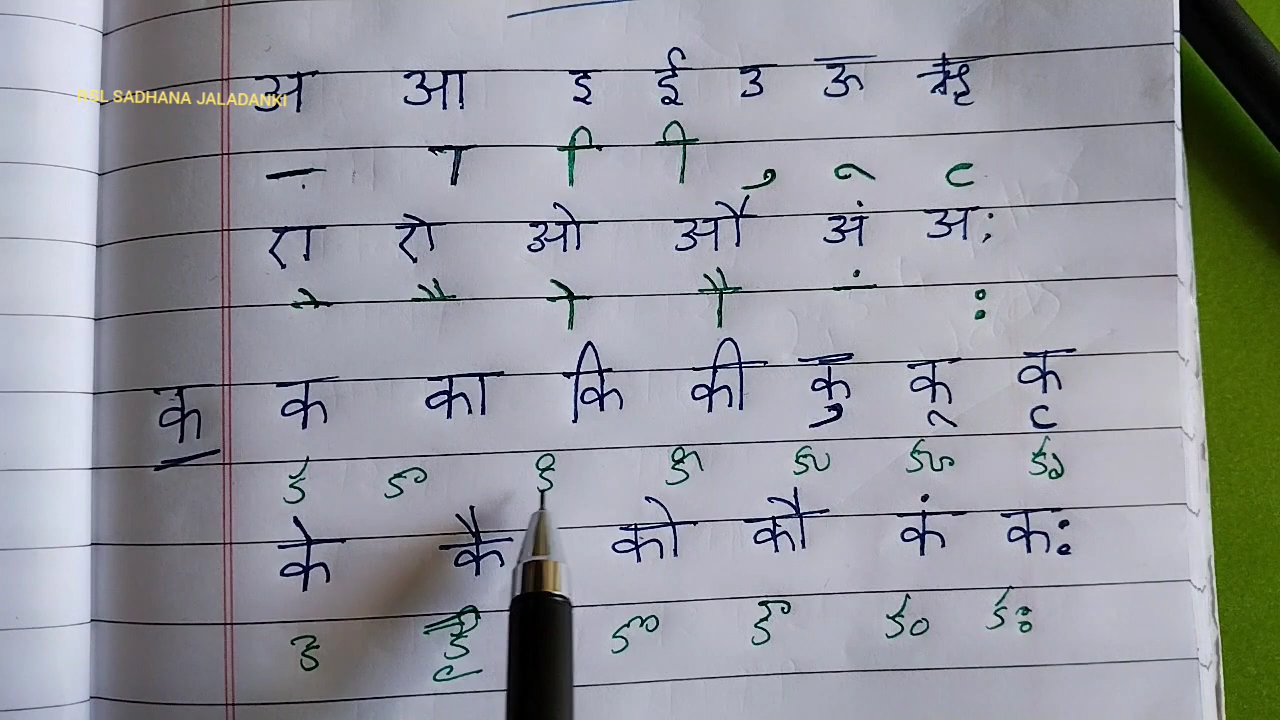 RSL SADHANA JALADANKI
अ आ इ ई उ ऊ ऋ
ा ि ी ु ू ृ
रा रो ओ औ अं अः
े ै ो ौ ं ः
क क का कि की कु कू कृ
క కా కి కీ కు కూ కృ
के कै को कौ कं कः
కె కై కొ కౌ కం కః